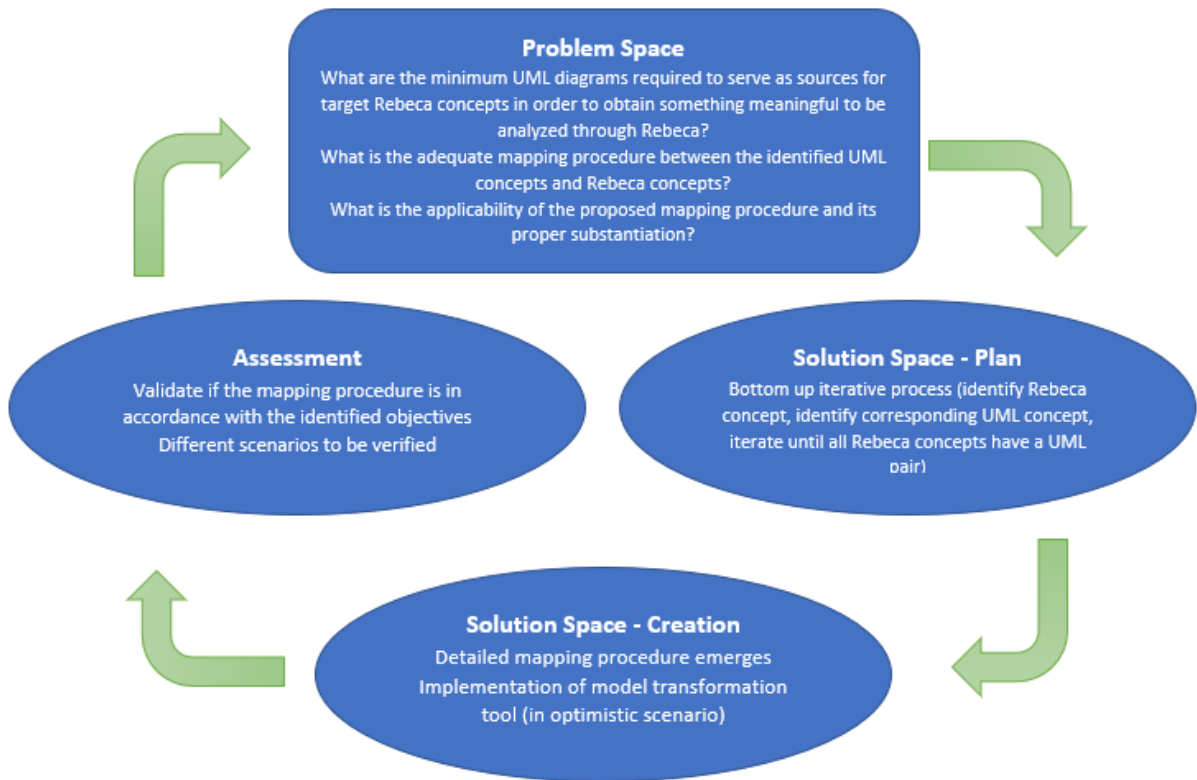 Problem Space
What are the minimum UML diagrams required to serve as sources for
target Rebeca concepts in order to obtain something meaningful to be
analyzed through Rebeca?
What is the adequate mapping procedure between the identified UML
concepts and Rebeca concepts?
What is the applicability of the proposed mapping procedure and its
proper substantiation?
Assessment
Validate if the mapping procedure is in
accordance with the identified objectives
Different scenarios to be verified
Solution Space - Plan
Bottom up iterative process (identify Rebeca
concept, identify corresponding UML concept,
iterate until all Rebeca concepts have a UML
pair)
Solution Space - Creation
Detailed mapping procedure emerges
Implementation of model transformation
tool (in optimistic scenario)